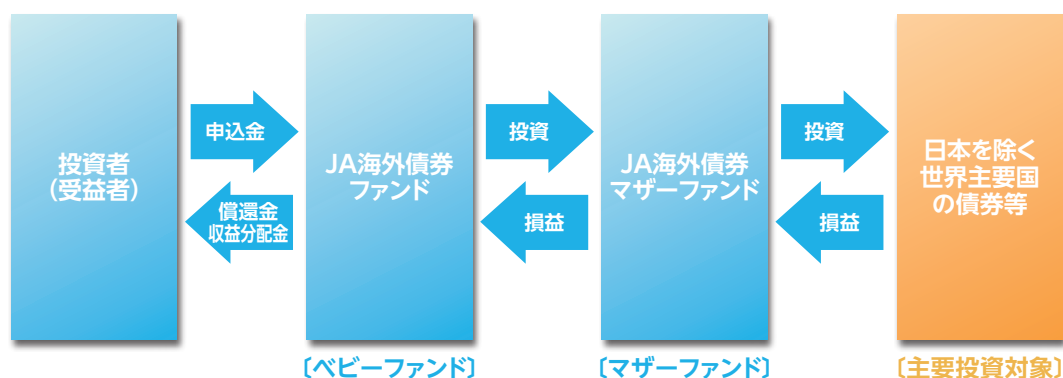 投資者
(受益者)
申込金
償還金
収益分配金
JA海外債券
ファンド
〔ベビーファンド〕
投資
損益
JA海外債券
マザーファンド
〔マザーファンド〕
投資
損益
日本を除く
世界主要国
の債券等
〔主要投資対象〕